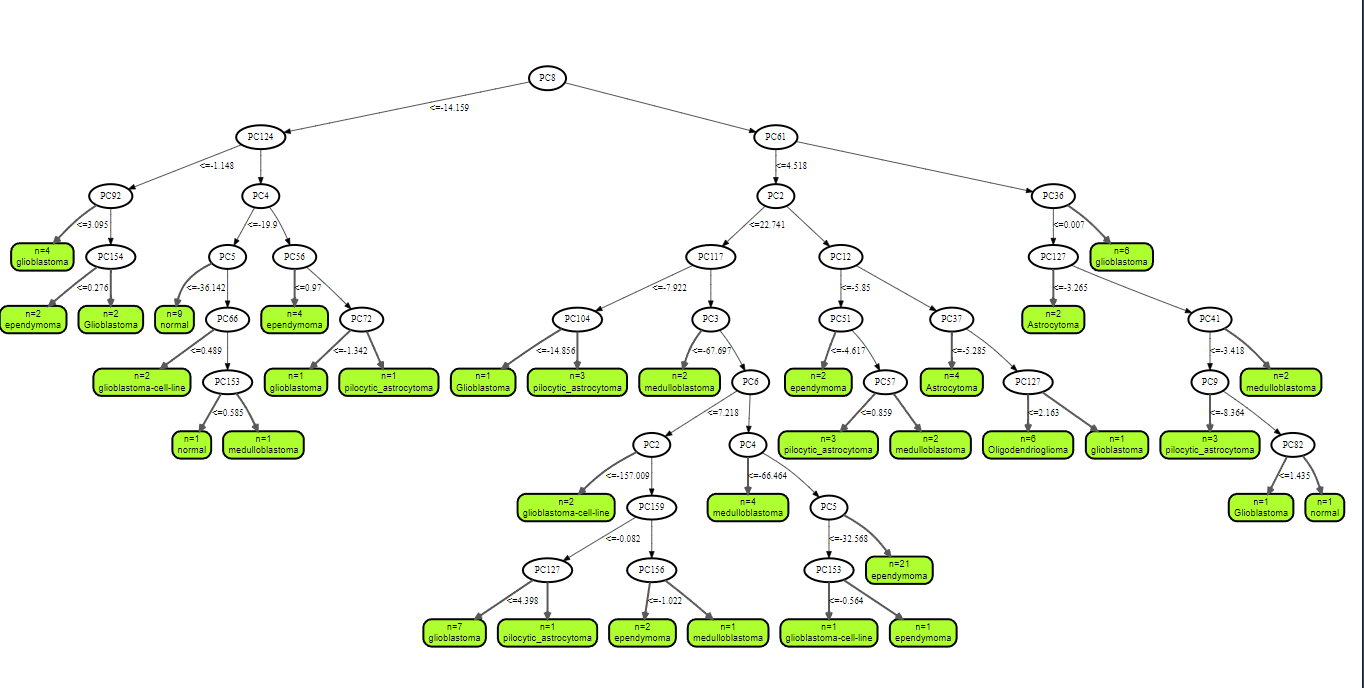 PC8
<=-14.159
PC124
PC61
<=-1.148
<=4.518
PC92
PC4
PC2
PC36
<=3.095
<=-19.9
<=22.741
<=0.007
n=4
glioblastoma
PC154
PC5
PC56
PC117
PC12
PC127
n=6
glioblastoma
<=0.276
<=-36.142
<=0.97
<=-7.922
<=-5.85
<=-3.265
n=2
ependymoma
n=2
Glioblastoma
n=9
normal
PC66
n=4
ependymoma
PC72
PC104
PC3
PC51
PC37
n=2
Astrocytoma
PC41
<=0.489
<=-1.342
<=-14.856
<=-67.697
<=-4.617
<=-5.285
<=-3.418
n=2
glioblastoma-cell-line
PC153
n=1
glioblastoma
n=1
pilocytic_astrocytoma
n=1
Glioblastoma
n=3
pilocytic_astrocytoma
n=2
medulloblastoma
PC6
n=2
ependymoma
PC57
n=4
Astrocytoma
PC127
PC9
n=2
medulloblastoma
<=0.585
<=7.218
<=0.859
<=2.163
<=-8.364
n=1
normal
n=1
medulloblastoma
PC2
PC4
n=3
pilocytic_astrocytoma
n=2
medulloblastoma
n=6
Oligodendrioglioma
n=1
glioblastoma
n=3
pilocytic_astrocytoma
PC82
<=-157.009
<=-66.464
<=1.435
n=2
glioblastoma-cell-line
PC159
n=4
medulloblastoma
PC5
n=1
Glioblastoma
n=1
normal
<=-0.082
<=-32.568
PC127
PC156
PC153
n=21
ependymoma
<=4.398
<=-1.022
<=-0.564
n=7
glioblastoma
n=1
pilocytic_astrocytoma
n=2
ependymoma
n=1
medulloblastoma
n=1
glioblastoma-cell-line
n=1
ependymoma